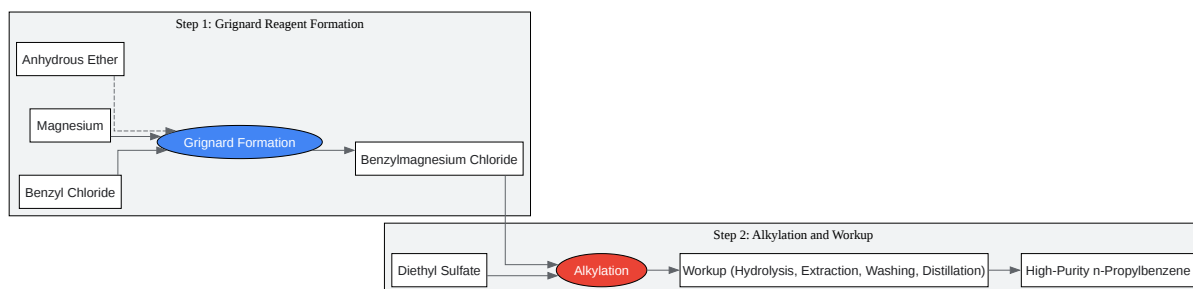 Step 1: Grignard Reagent Formation
Anhydrous Ether
Magnesium
Grignard Formation
Benzylmagnesium Chloride
Benzyl Chloride
Step 2: Alkylation and Workup
Diethyl Sulfate
Alkylation
Workup (Hydrolysis, Extraction, Washing, Distillation)
High-Purity n-Propylbenzene